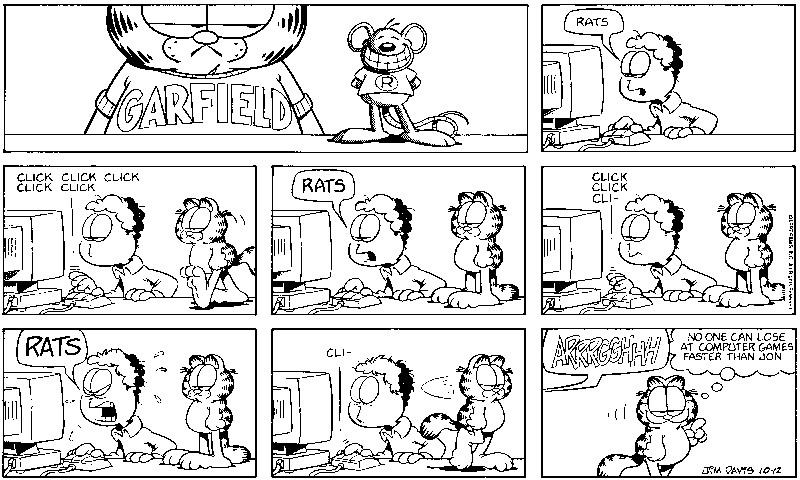 GARFIELD
R
RATS
CLICK CLICK CLICK
CLICK CLICK
RATS
CLICK
CLICK
CLI-
RATS
CLI-
ARRRGGHHH
NO ONE CAN LOSE
AT COMPUTER GAMES
FASTER THAN JON
JIM DAVIS 10-12